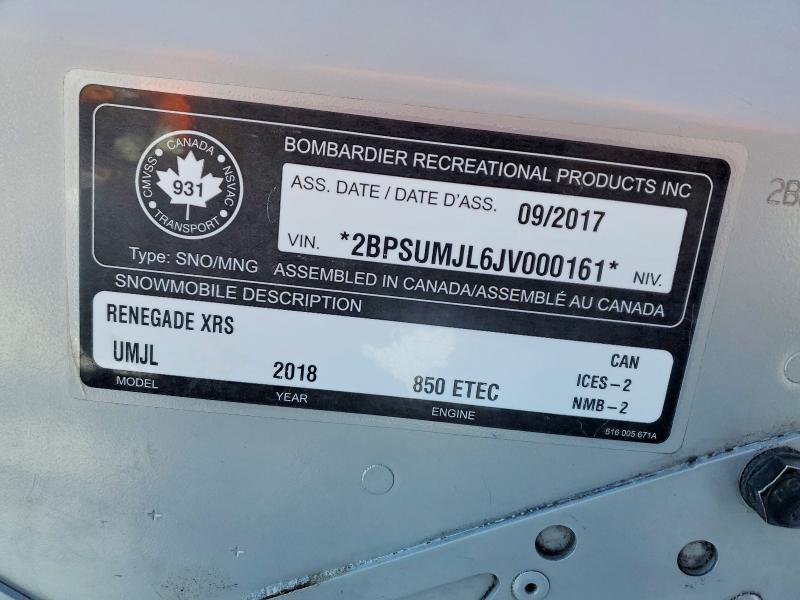 CMVSS • CANADA • NSVAC • TRANSPORT •
931
Type: SNO/MNG
BOMBARDIER RECREATIONAL PRODUCTS INC
ASS. DATE / DATE D'ASS. 09/2017
VIN. *2BPSUMJL6JV000161* NIV.
ASSEMBLED IN CANADA/ASSEMBLÉ AU CANADA
SNOWMOBILE DESCRIPTION
RENEGADE XRS
UMJL 2018 850 ETEC
CAN
ICES-2
NMB-2
MODEL YEAR ENGINE
516 005 671A